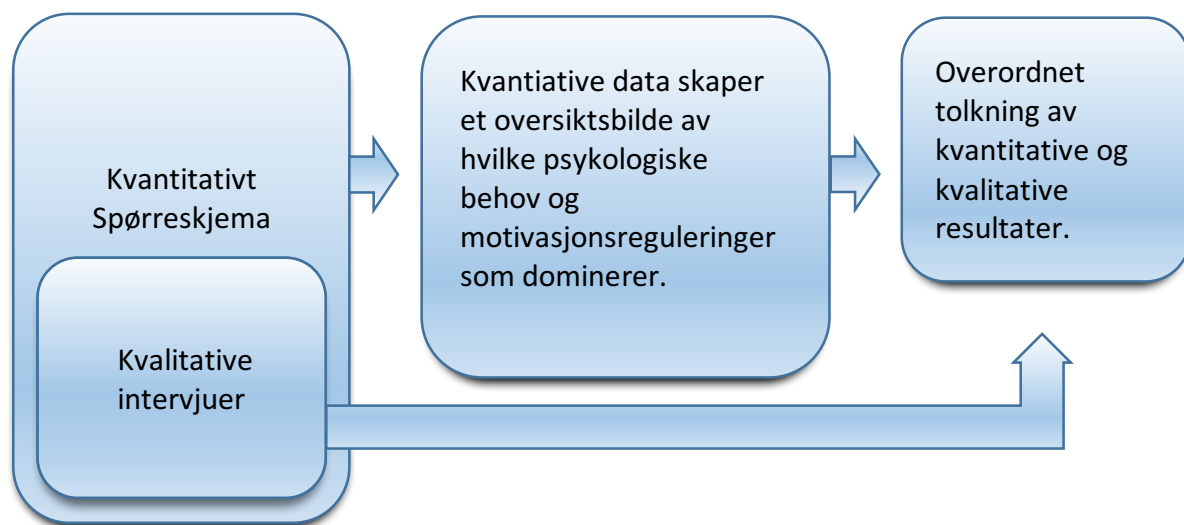 Kvantitativt
Spørreskjema
Kvalitative
intervjuer
Kvantiative data skaper
et oversiktsbilde av
hvilke psykologiske
behov og
motivasjonsreguleringer
som dominerer.
Overordnet
tolkning av
kvantitative og
kvalitative
resultater.